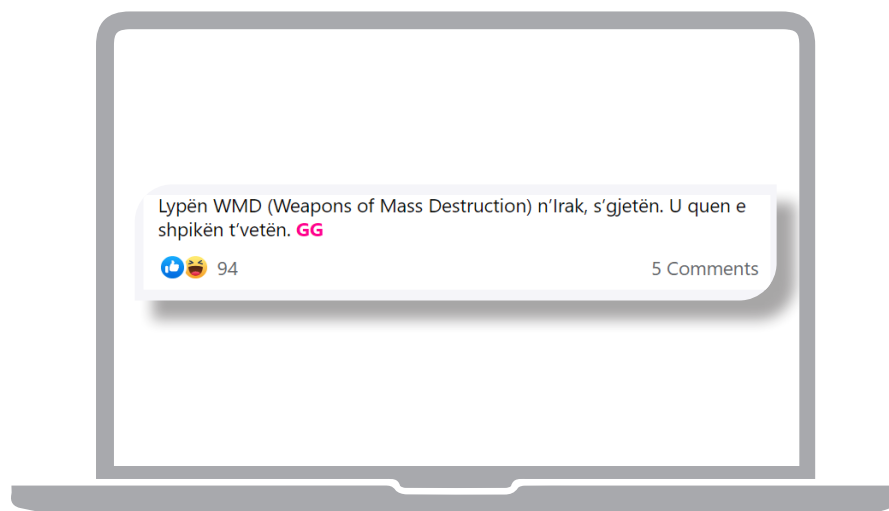 Lypën WMD (Weapons of Mass Destruction) n’Irak, s’gjetën. U quen e
shpikën t’vetën. GG
94 5 Comments